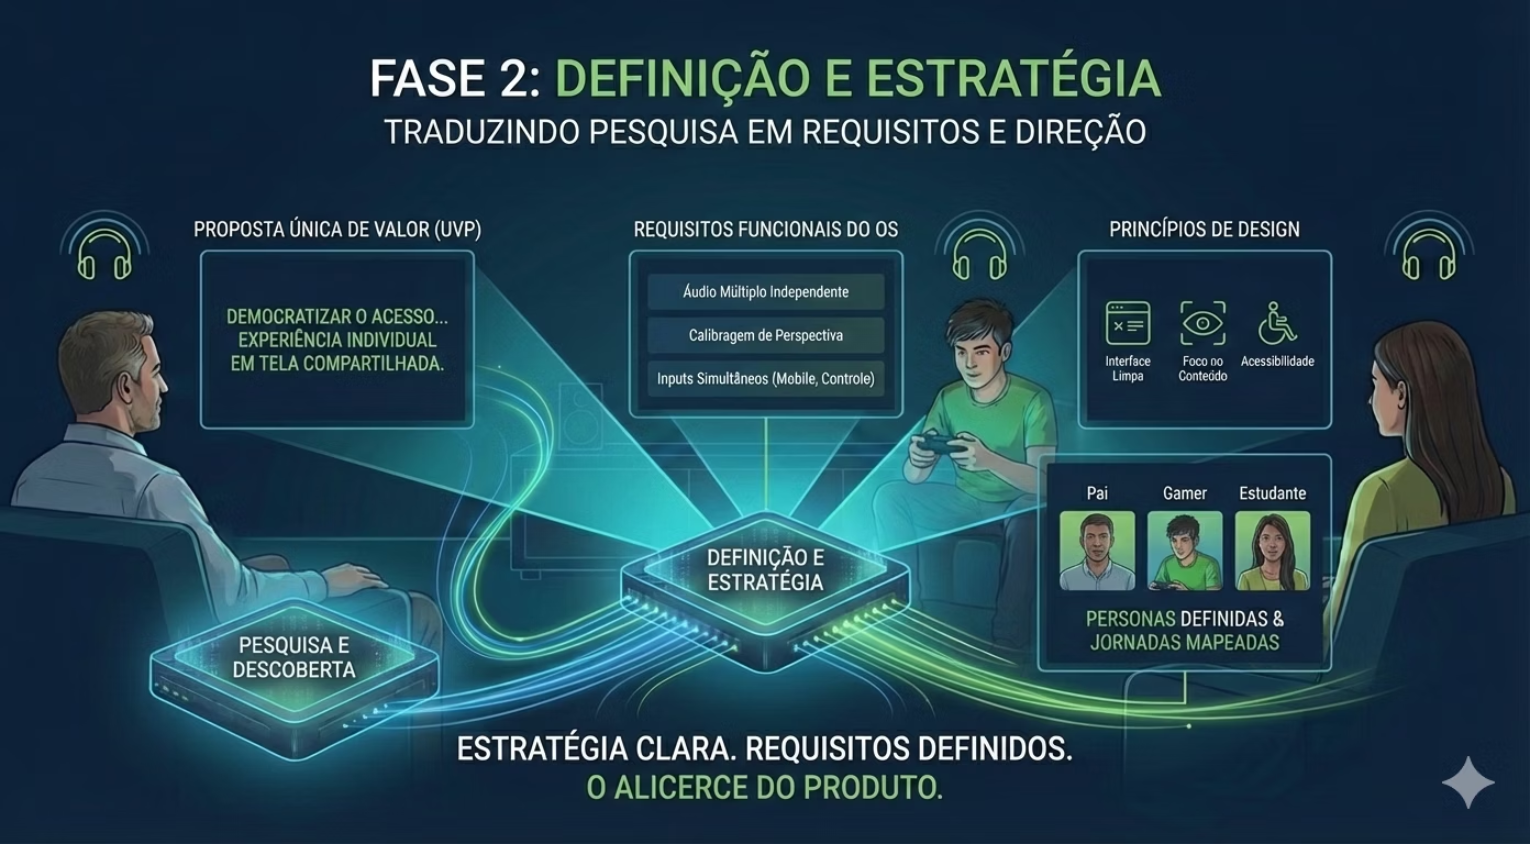 FASE 2: DEFINIÇÃO E ESTRATÉGIA
TRADUZINDO PESQUISA EM REQUISITOS E DIREÇÃO
PROPOSTA ÚNICA DE VALOR (UVP)
DEMOCRATIZAR O ACESSO...
EXPERIÊNCIA INDIVIDUAL
EM TELA COMPARTILHADA.
REQUISITOS FUNCIONAIS DO OS
Áudio Múltiplo Independente
Calibragem de Perspectiva
Inputs Simultâneos (Mobile, Controle)
PRINCÍPIOS DE DESIGN
Interface
Limpa
Foco no
Conteúdo
Acessibilidade
Pai
Gamer
Estudante
PERSONAS DEFINIDAS &
JORNADAS MAPEADAS
DEFINIÇÃO E
ESTRATÉGIA
PESQUISA E
DESCOBERTA
ESTRATÉGIA CLARA. REQUISITOS DEFINIDOS.
O ALICERCE DO PRODUTO.